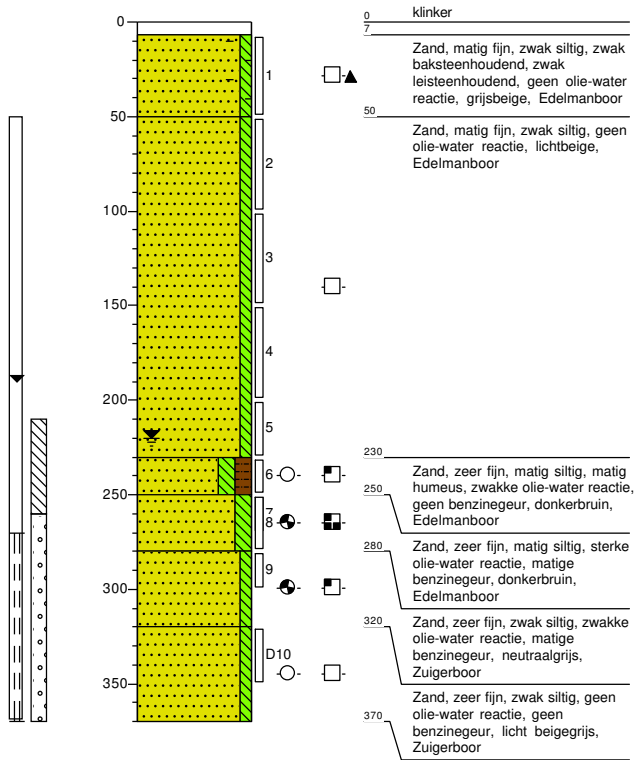 0
klinker
7
Zand, matig fijn, zwak siltig, zwak
baksteenhoudend, zwak
leisteenhoudend, geen olie-water
reactie, grijsbeige, Edelmanboor
50
Zand, matig fijn, zwak siltig, geen
olie-water reactie, lichtbeige,
Edelmanboor
230
Zand, zeer fijn, matig siltig, matig
humeus, zwakke olie-water reactie,
geen benzinegeur, donkerbruin,
Edelmanboor
250
Zand, zeer fijn, matig siltig, sterke
olie-water reactie, matige
benzinegeur, donkerbruin,
Edelmanboor
280
Zand, zeer fijn, zwak siltig, zwakke
olie-water reactie, matige
benzinegeur, neutraalgrijs,
Zuigerboor
320
Zand, zeer fijn, zwak siltig, geen
olie-water reactie, geen
benzinegeur, licht beigegrijs,
Zuigerboor
370
0
50
100
150
200
250
300
350
1
2
3
4
5
6
7
8
9
D10